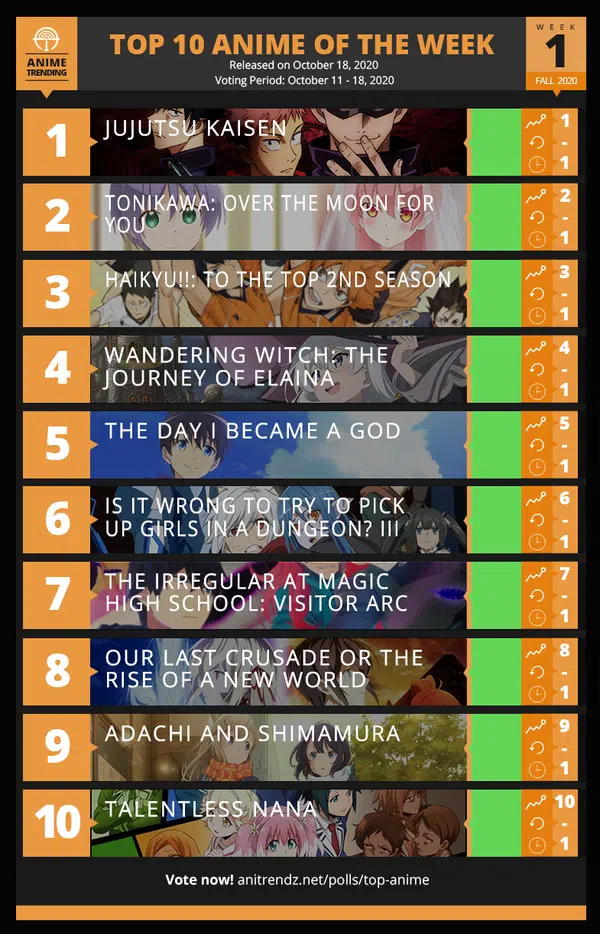 ANIME
TRENDING
TOP 10 ANIME OF THE WEEK
Released on October 18, 2020
Voting Period: October 11 - 18, 2020
WEEK
1
FALL 2020
1
JUJUTSU KAISEN
1
-
1
2
TONIKAWA: OVER THE MOON FOR
YOU
2
-
1
3
HAIKYU!!: TO THE TOP 2ND SEASON
3
-
1
4
WANDERING WITCH: THE
JOURNEY OF ELAINA
4
-
1
5
THE DAY I BECAME A GOD
5
-
1
6
IS IT WRONG TO TRY TO PICK
UP GIRLS IN A DUNGEON? III
6
-
1
7
THE IRREGULAR AT MAGIC
HIGH SCHOOL: VISITOR ARC
7
-
1
8
OUR LAST CRUSADE OR THE
RISE OF A NEW WORLD
8
-
1
9
ADACHI AND SHIMAMURA
9
-
1
10
TALENTLESS NANA
10
-
1
Vote now! anitrendz.net/polls/top-anime